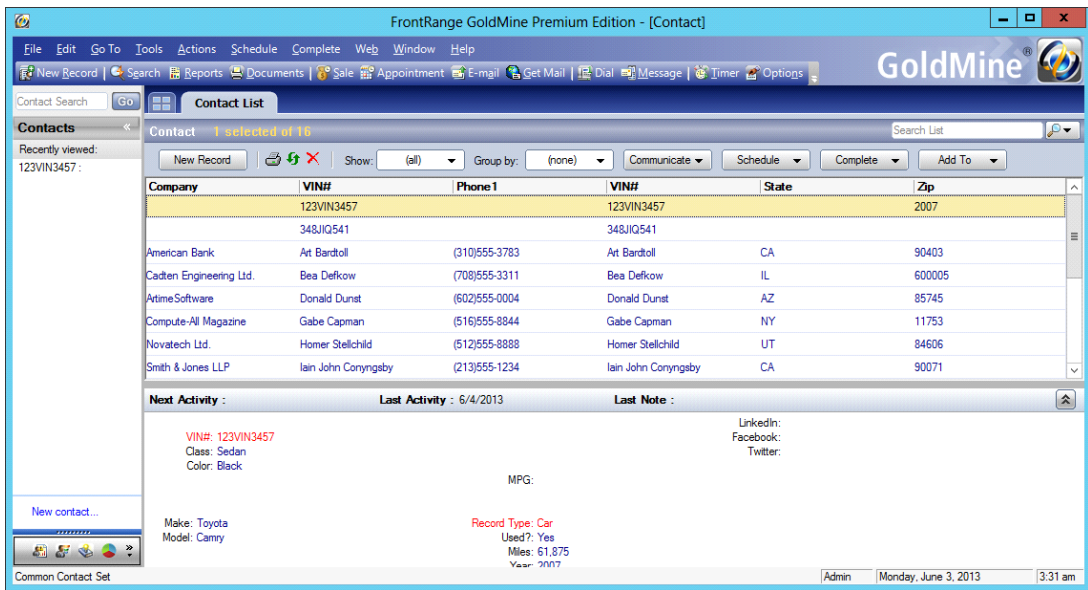 FrontRange GoldMine Premium Edition - [Contact]
File Edit Go To Tools Actions Schedule Complete Web Window Help
New Record Search Reports Documents Sale Appointment E-mail Get Mail Dial Message Timer Options
GoldMine®
Contact Search Go Contact List
Contacts « Contact 1 selected of 16 Search List
Recently viewed:
123VIN3457 :
New Record Show: (all) Group by: (none) Communicate Schedule Complete Add To
Company VIN# Phone1 VIN# State Zip
123VIN3457 123VIN3457 2007
348JIQ541 348JIQ541
American Bank Art Bardtoll (310)555-3783 Art Bardtoll CA 90403
Cadten Engineering Ltd. Bea Defkow (708)555-3311 Bea Defkow IL 600005
ArtimeSoftware Donald Dunst (602)555-0004 Donald Dunst AZ 85745
Compute-All Magazine Gabe Capman (516)555-8844 Gabe Capman NY 11753
Novatech Ltd. Homer Stellchild (512)555-8888 Homer Stellchild UT 84606
Smith & Jones LLP Iain John Conyngsby (213)555-1234 Iain John Conyngsby CA 90071
Next Activity : Last Activity : 6/4/2013 Last Note :
LinkedIn:
VIN#: 123VIN3457 Facebook:
Class: Sedan Twitter:
Color: Black
MPG:
New contact...
Make: Toyota Record Type: Car
Model: Camry Used?: Yes
Miles: 61,875
Year: 2007
Common Contact Set Admin Monday, June 3, 2013 3:31 am